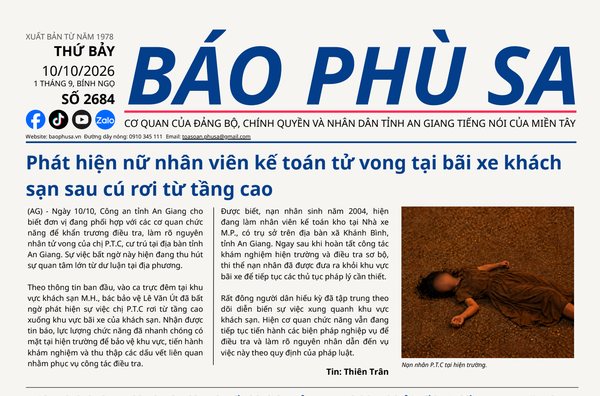 XUẤT BẢN TỪ NĂM 1978
THỨ BẢY
10/10/2026
1 THÁNG 9, BÍNH NGỌ
SỐ 2684
Zalo
BÁO PHÙ SA
CƠ QUAN CỦA ĐẢNG BỘ, CHÍNH QUYỀN VÀ NHÂN DÂN TỈNH AN GIANG TIẾNG NÓI CỦA MIỀN TÂY
Website: baophusa.vn Đường dây nóng: 0910 345 111 Email: toasoan.phusa@gmail.com
Phát hiện nữ nhân viên kế toán tử vong tại bãi xe khách
sạn sau cú rơi từ tầng cao
(AG) - Ngày 10/10, Công an tỉnh An Giang cho
biết đơn vị đang phối hợp với các cơ quan chức
năng để khẩn trương điều tra, làm rõ nguyên
nhân tử vong của chị P.T.C, cư trú tại địa bàn tỉnh
An Giang. Sự việc bất ngờ này hiện đang thu hút
sự quan tâm lớn từ dư luận tại địa phương.
Theo thông tin ban đầu, vào ca trực đêm tại khu
vực khách sạn M.H., bác bảo vệ Lê Văn Út đã bất
ngờ phát hiện sự việc chị P.T.C rơi từ tầng cao
xuống khu vực bãi xe của khách sạn. Nhận được
tin báo, lực lượng chức năng đã nhanh chóng có
mặt tại hiện trường để bảo vệ khu vực, tiến hành
khám nghiệm và thu thập các dấu vết liên quan
nhằm phục vụ công tác điều tra.
Được biết, nạn nhân sinh năm 2004, hiện
đang làm nhân viên kế toán kho tại Nhà xe
M.P., có trụ sở trên địa bàn xã Khánh Bình,
tỉnh An Giang. Ngay sau khi hoàn tất công tác
khám nghiệm hiện trường và điều tra sơ bộ,
thi thể nạn nhân đã được đưa ra khỏi khu vực
bãi xe để tiếp tục các thủ tục pháp lý cần thiết.
Rất đông người dân hiếu kỳ đã tập trung theo
dõi diễn biến sự việc xung quanh khu vực
khách sạn. Hiện cơ quan chức năng vẫn đang
tiếp tục tiến hành các biện pháp nghiệp vụ để
điều tra và làm rõ nguyên nhân dẫn đến vụ
việc này theo quy định của pháp luật.
Tin: Thiên Trân
Nạn nhân P.T.C tại hiện trường.